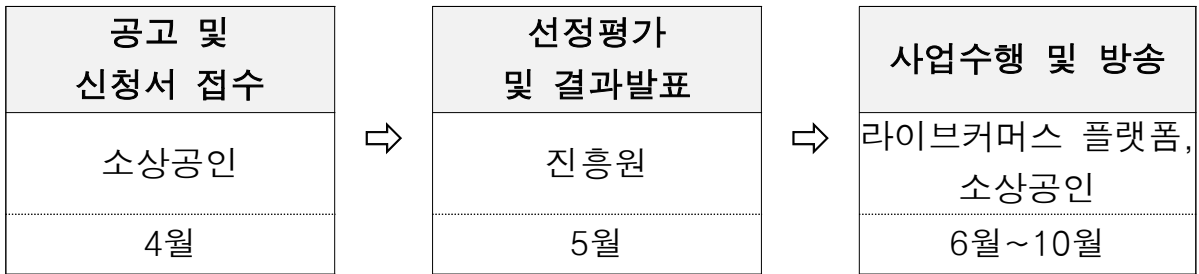 공고 및
신청서 접수
소상공인
4월
⇨
선정평가
및 결과발표
진흥원
5월
⇨
사업수행 및 방송
라이브커머스 플랫폼,
소상공인
6월~10월